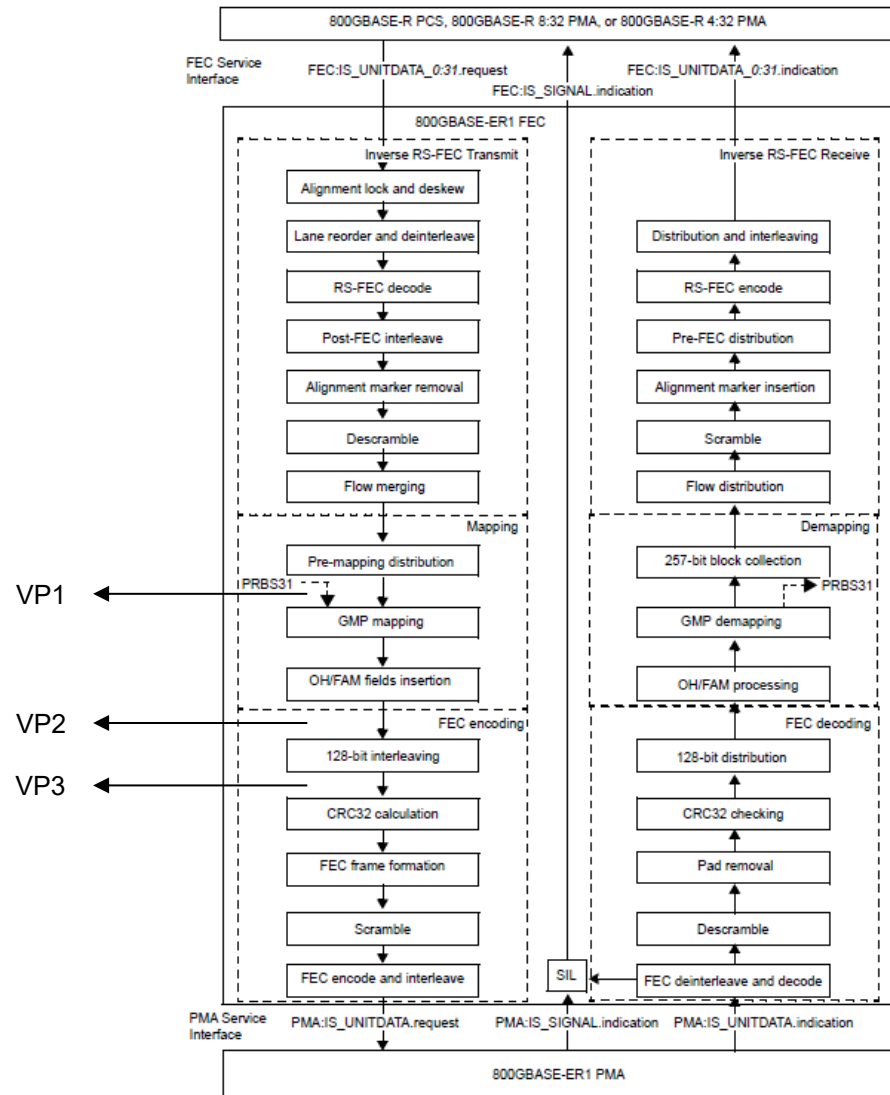 800GBASE-R PCS, 800GBASE-R 8:32 PMA, or 800GBASE-R 4:32 PMA
FEC Service
Interface
FEC:IS_UNITDATA_0:31.request
FEC:IS_UNITDATA_0:31.indication
FEC:IS_SIGNAL.indication
800GBASE-ER1 FEC
Inverse RS-FEC Transmit
Inverse RS-FEC Receive
Alignment lock and deskew
Lane reorder and deinterleave
Distribution and interleaving
RS-FEC decode
RS-FEC encode
Post-FEC interleave
Pre-FEC distribution
Alignment marker removal
Alignment marker insertion
Descramble
Scramble
Flow merging
Flow distribution
Mapping
Demapping
Pre-mapping distribution
257-bit block collection
VP1
PRBS31
PRBS31
GMP mapping
GMP demapping
OH/FAM fields insertion
OH/FAM processing
VP2
FEC encoding
FEC decoding
128-bit interleaving
128-bit distribution
VP3
CRC32 calculation
CRC32 checking
FEC frame formation
Pad removal
Scramble
Descramble
FEC encode and interleave
SIL
FEC deinterleave and decode
PMA Service
Interface
PMA:IS_UNITDATA.request
PMA:IS_SIGNAL.indication
PMA:IS_UNITDATA.indication
800GBASE-ER1 PMA